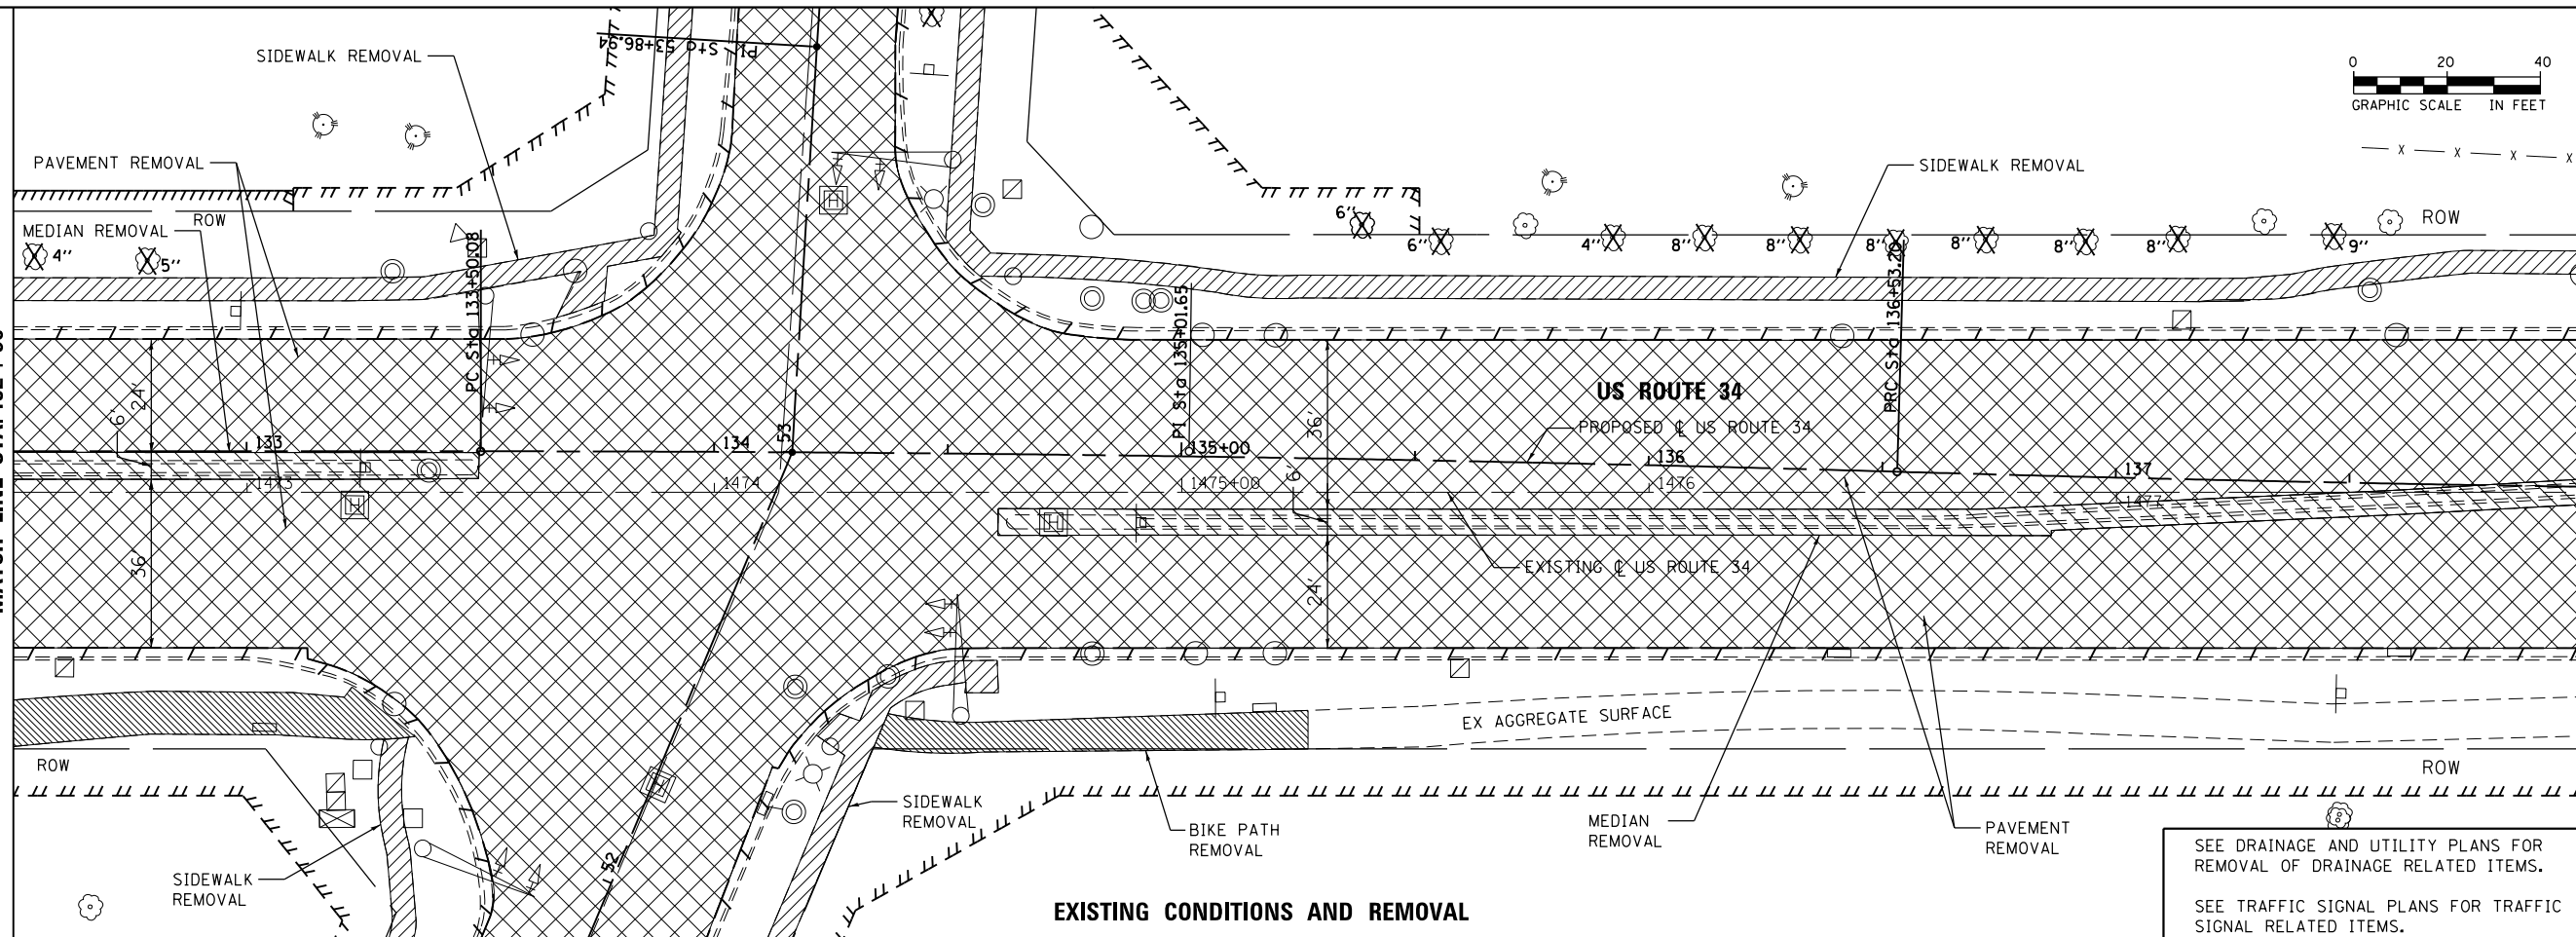 PI Sta 53+86.94
SIDEWALK REMOVAL
0 20 40
GRAPHIC SCALE IN FEET
X X X X
PAVEMENT REMOVAL
SIDEWALK REMOVAL
ROW
MEDIAN REMOVAL
4'' 5''
PC Sta 133+50.08
H
6''
6'' 4'' 8'' 8'' 8'' 8'' 8'' 8'' 9''
ROW
PI Sta 135+01.65
PRC Sta 136+53.20
US ROUTE 34
PROPOSED ℄ US ROUTE 34
6' 24' 36'
133 134 53 135+00 136 137
1473 1474 1475+00 1476 1477
H
H
6'
EXISTING ℄ US ROUTE 34
36' 24'
EX AGGREGATE SURFACE
ROW
ROW
H
SIDEWALK
REMOVAL
BIKE PATH
REMOVAL
MEDIAN
REMOVAL
PAVEMENT
REMOVAL
52
SIDEWALK
REMOVAL
EXISTING CONDITIONS AND REMOVAL
SEE DRAINAGE AND UTILITY PLANS FOR
REMOVAL OF DRAINAGE RELATED ITEMS.
SEE TRAFFIC SIGNAL PLANS FOR TRAFFIC
SIGNAL RELATED ITEMS.